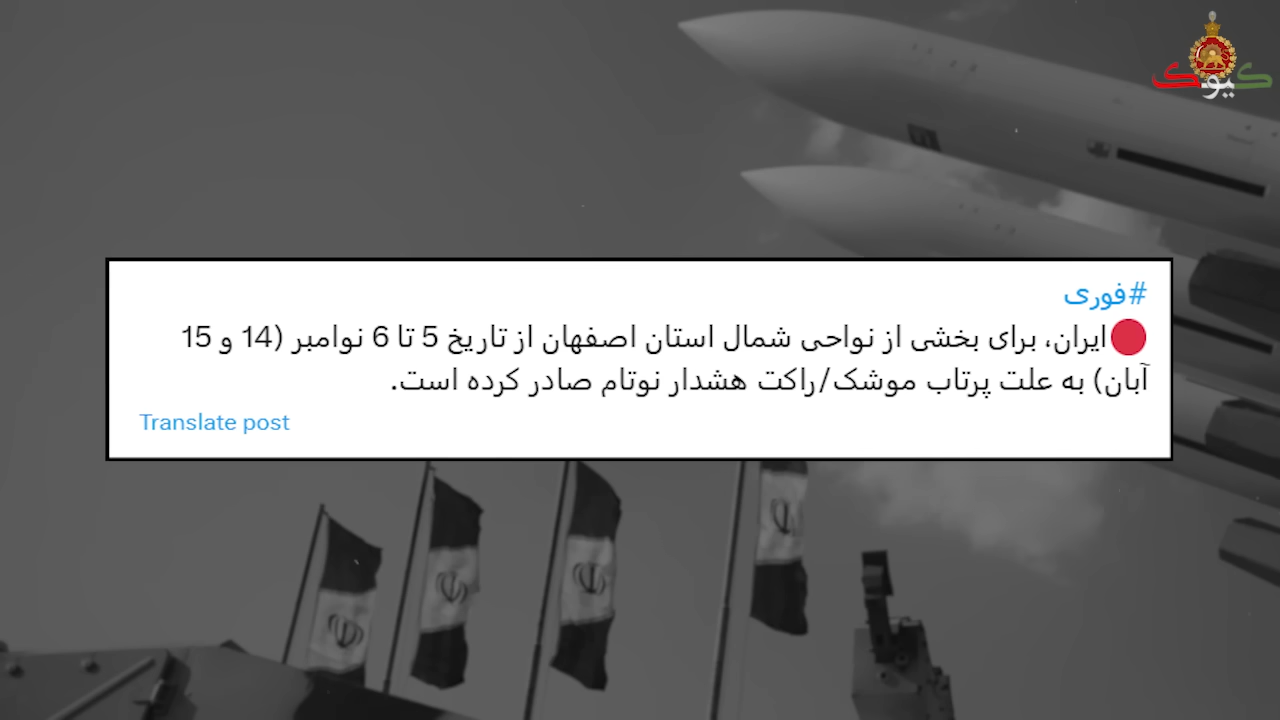 کیوک
#فوری
ایران، برای بخشی از نواحی شمال استان اصفهان از تاریخ 5 تا 6 نوامبر (14 و 15
آبان) به علت پرتاب موشک/راکت هشدار نوتام صادر کرده است.
Translate post